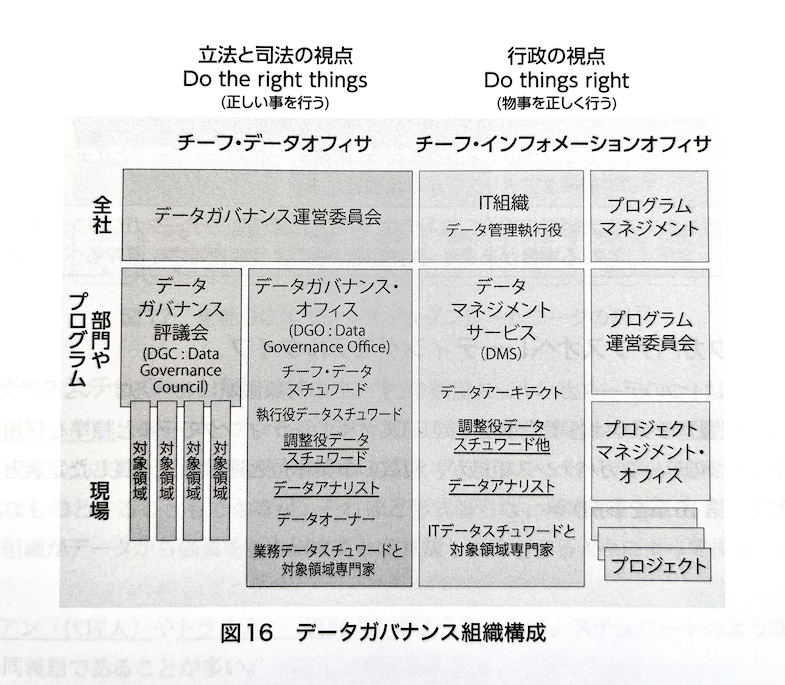 立法と司法の視点
Do the right things
(正しい事を行う)
行政の視点
Do things right
(物事を正しく行う)
チーフ・データオフィサ
チーフ・インフォメーションオフィサ
全社
データガバナンス運営委員会
IT組織
データ管理執行役
プログラム
マネジメント
部門や
プログラム
データ
ガバナンス
評議会
(DGC : Data
Governance
Council)
データガバナンス・
オフィス
(DGO : Data
Governance Office)
チーフ・データ
スチュワード
執行役データスチュワード
調整役データ
スチュワード
データアナリスト
データオーナー
業務データスチュワードと
対象領域専門家
データ
マネジメント
サービス
(DMS)
データアーキテクト
調整役データ
スチュワード他
データアナリスト
ITデータスチュワードと
対象領域専門家
プログラム
運営委員会
現場
対象領域
対象領域
対象領域
対象領域
プロジェクト
マネジメント・
オフィス
プロジェクト
図16 データガバナンス組織構成
同義語であることが多い。